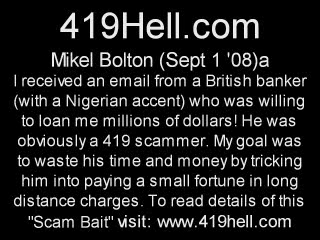 419Hell.com
Mikel Bolton (Sept 1 '08)a
I received an email from a British banker
(with a Nigerian accent) who was willing
to loan me millions of dollars! He was
obviously a 419 scammer. My goal was
to waste his time and money by tricking
him into paying a small fortune in long
distance charges. To read details of this
"Scam Bait" visit: www.419hell.com